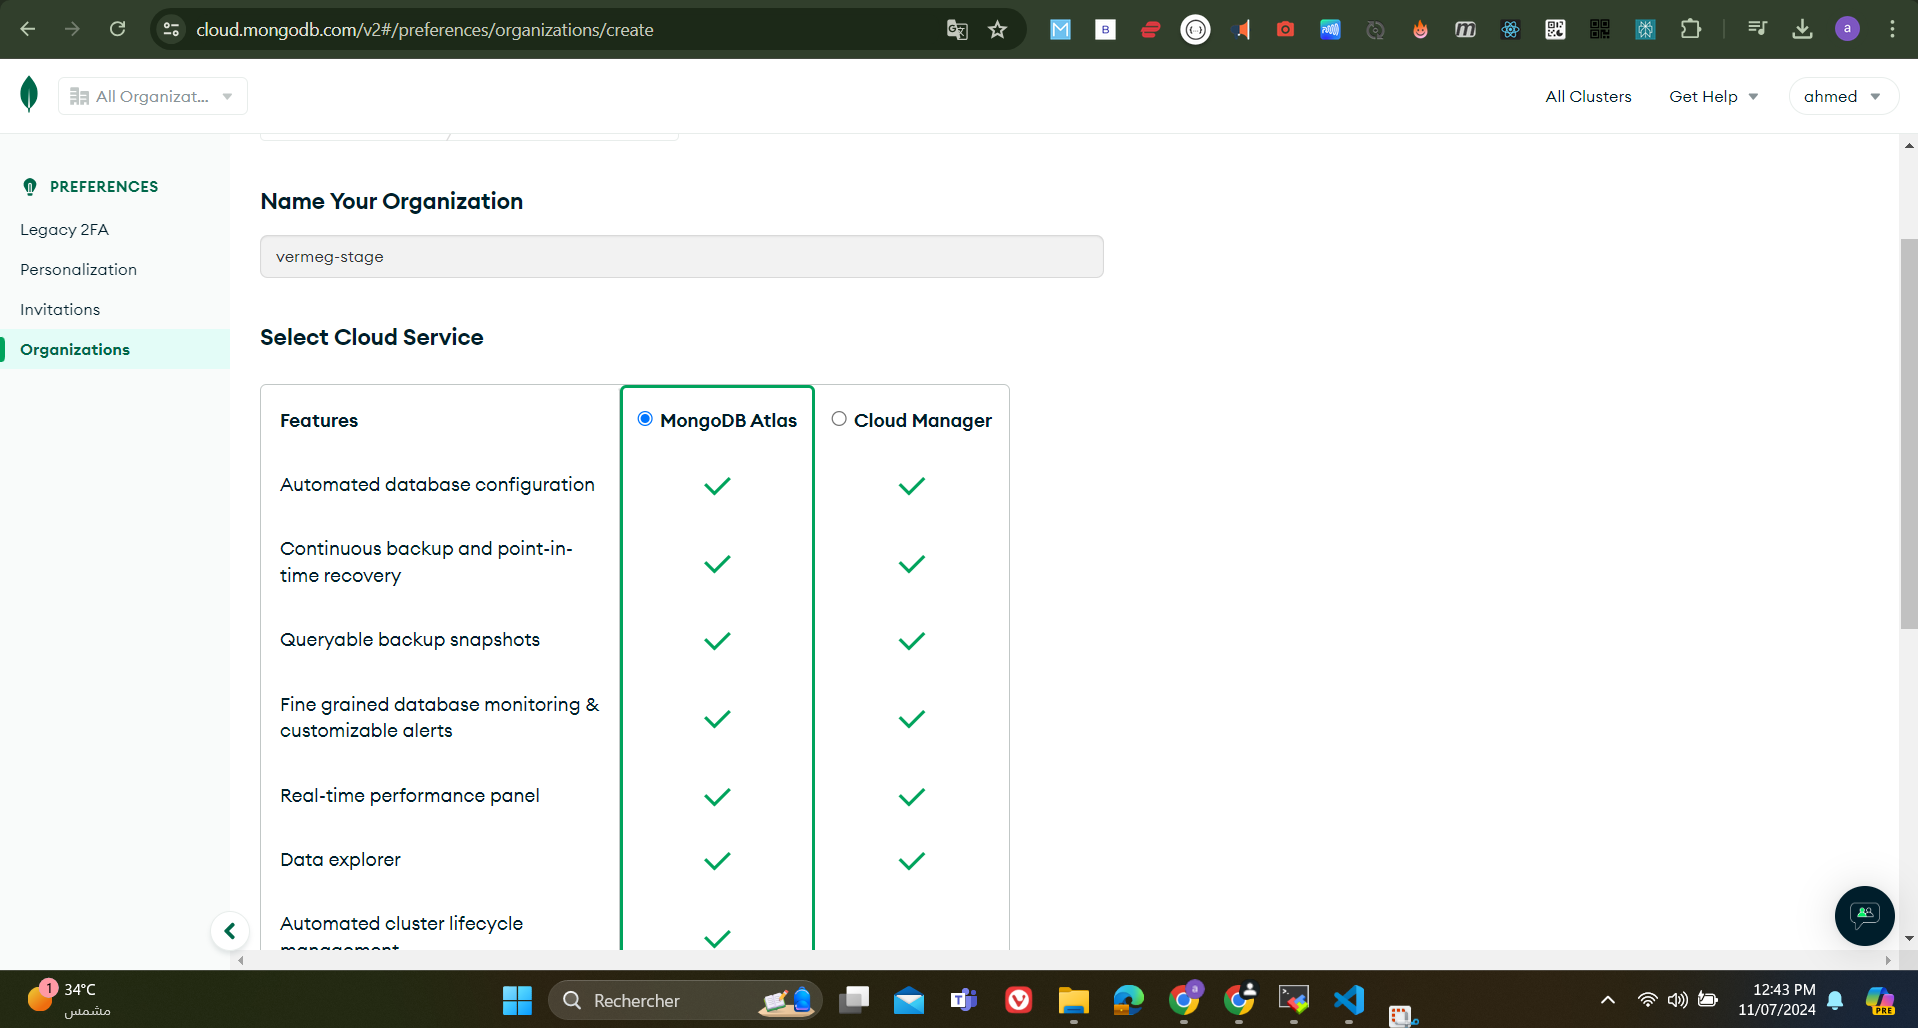 cloud.mongodb.com/v2#/preferences/organizations/create
a
All Organizat...
All Clusters
Get Help
ahmed
PREFERENCES
Legacy 2FA
Personalization
Invitations
Organizations
Name Your Organization
vermeg-stage
Select Cloud Service
Features
MongoDB Atlas
Cloud Manager
Automated database configuration
Continuous backup and point-in-
time recovery
Queryable backup snapshots
Fine grained database monitoring &
customizable alerts
Real-time performance panel
Data explorer
Automated cluster lifecycle
management
1
34°C
مشمس
Rechercher
a
12:43 PM
11/07/2024
PRE